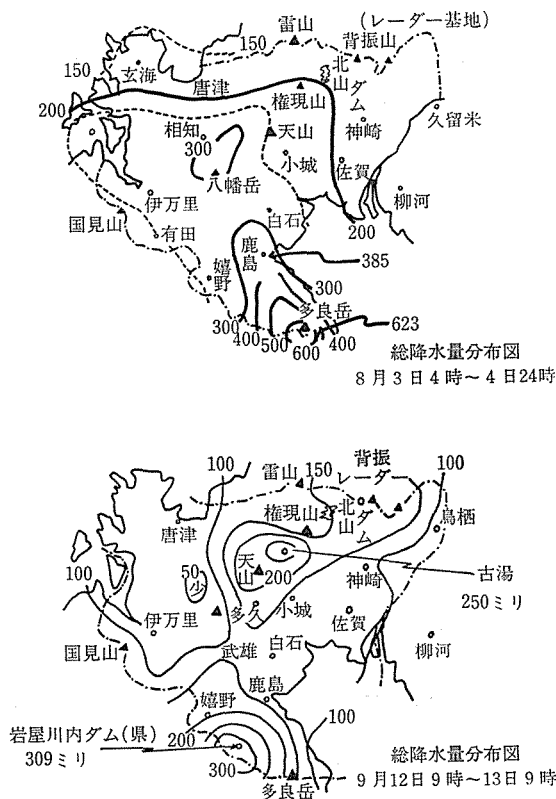 雷山
(レーダー基地)
150
背振山
150
玄海
北山ダム
200
唐津
権現山
久留米
相知
300
天山
神崎
小城
佐賀
八幡岳
伊万里
白石
柳河
国見山
有田
200
鹿島
385
嬉野
300
多良岳
300
400
500
600
400
623
総降水量分布図
8月3日4時~4日24時
100
雷山
150
背振
レーダー
100
権現山
北山ダム
唐津
鳥栖
天山
200
100
50
少
神崎
古湯
250ミリ
多久
小城
伊万里
佐賀
国見山
武雄
白石
柳河
鹿島
嬉野
100
岩屋川内ダム(県)
309ミリ
200
300
多良岳
総降水量分布図
9月12日9時~13日9時